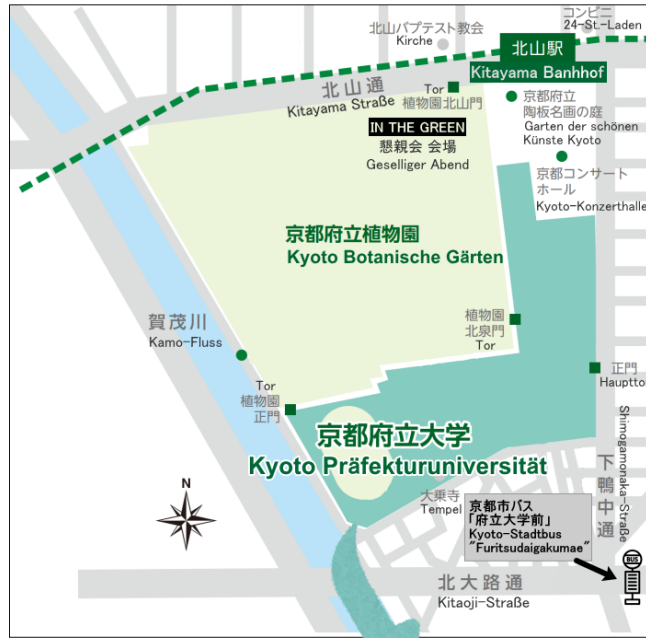 北山バプテスト教会
Kirche
コンビニ
24-St.-Laden
北山駅
Kitayama Banhhof
北山通
Kitayama Straße
Tor
植物園北山門
IN THE GREEN
懇親会 会場
Geselliger Abend
京都府立
陶板名画の庭
Garten der schönen
Künste Kyoto
京都コンサート
ホール
Kyoto-Konzerthalle
京都府立植物園
Kyoto Botanische Gärten
植物園
北泉門
Tor
賀茂川
Kamo-Fluss
Tor
植物園
正門
正門
Haupttor
京都府立大学
Kyoto Präfekturuniversität
Shimogamonaka-Straße
下鴨中通
大乗寺
Tempel
京都市バス
「府立大学前」
Kyoto-Stadtbus
"Furitsudaigakumae"
BUS
N
北大路通
Kitaoji-Straße